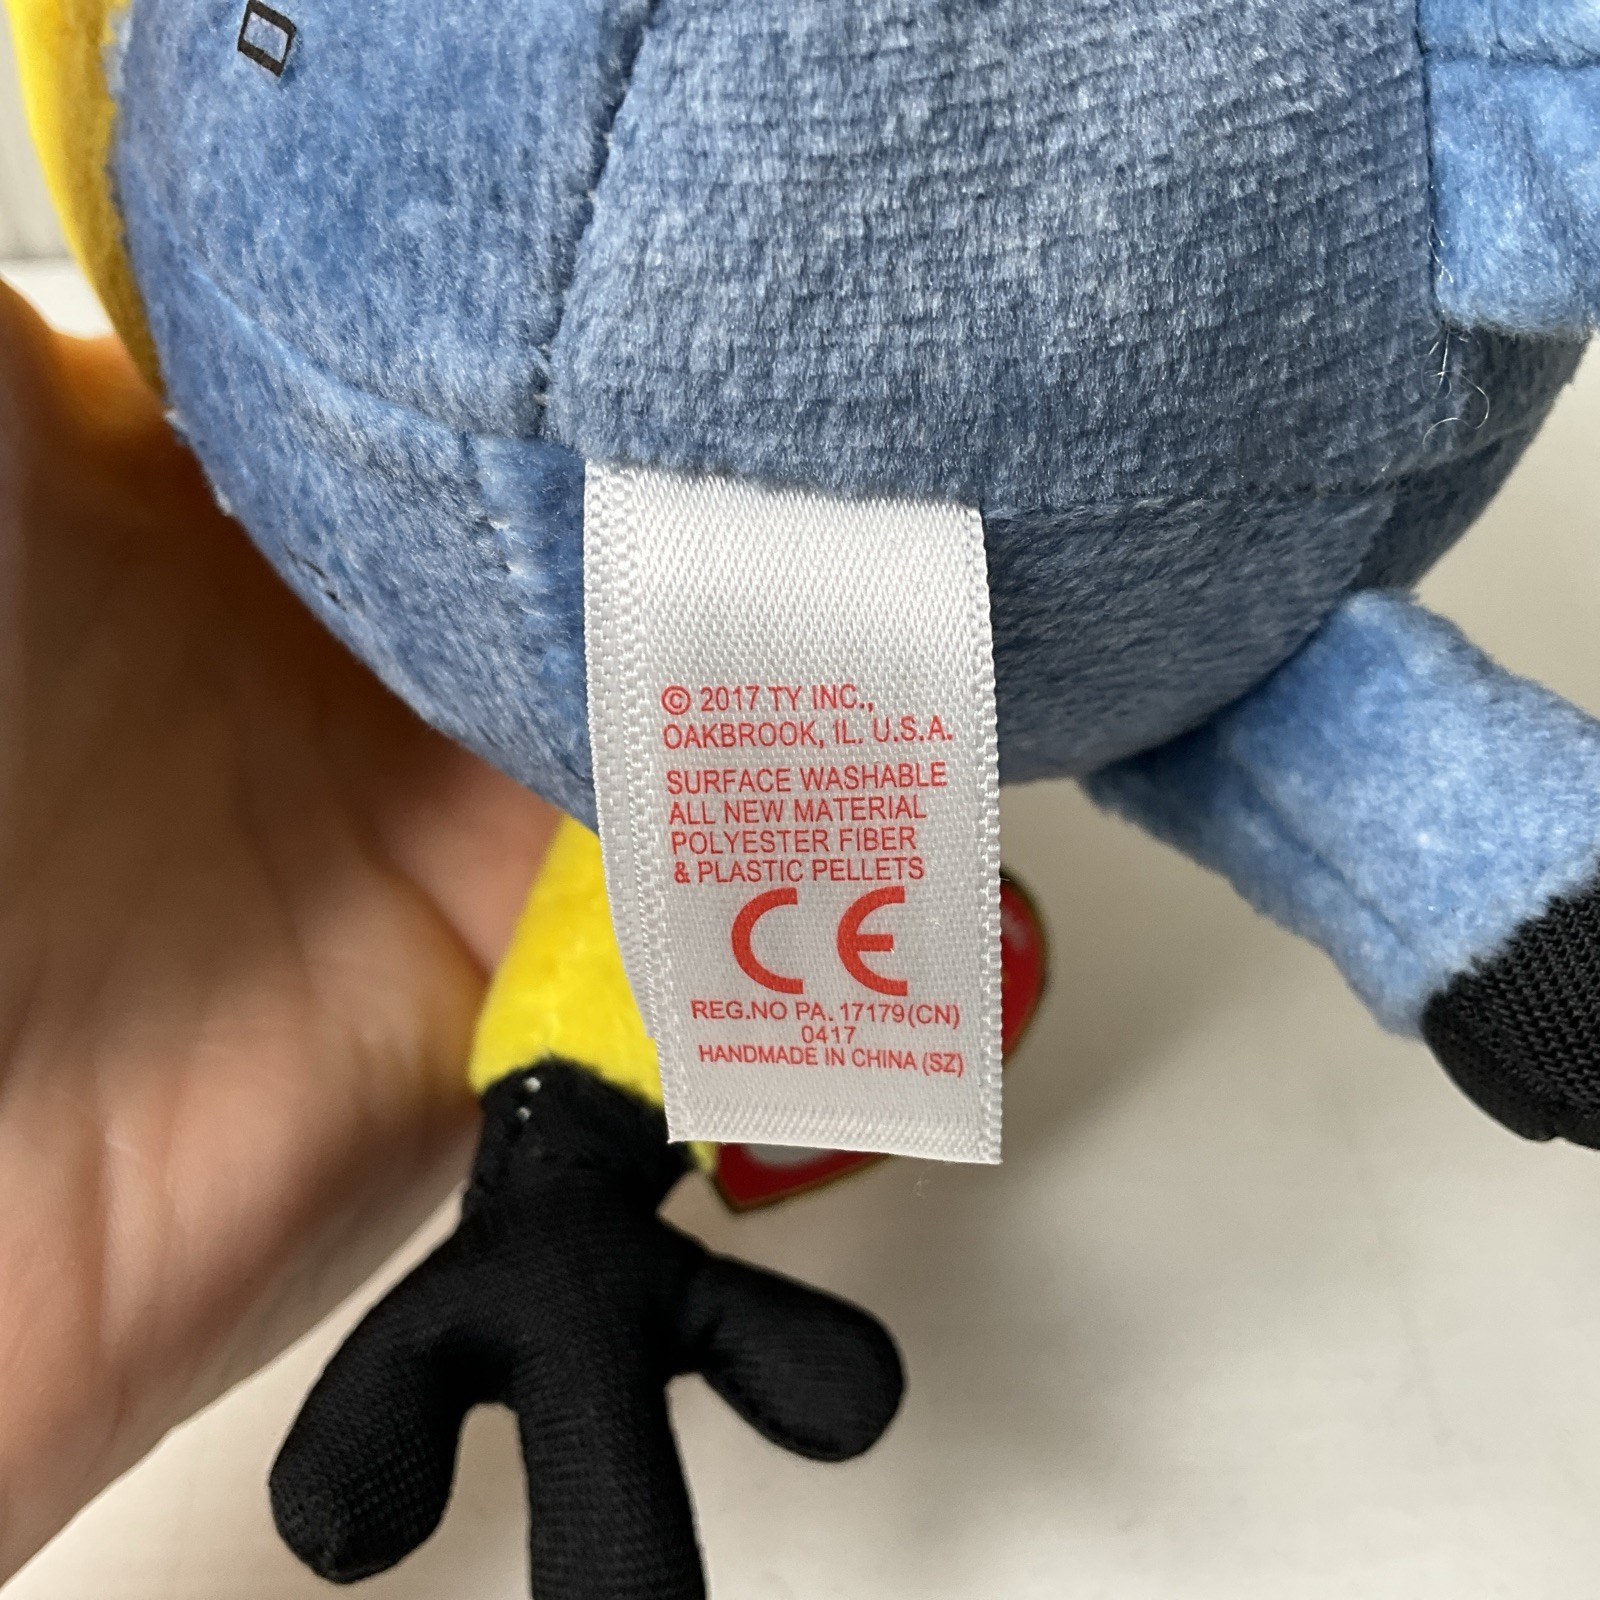 © 2017 TY INC.,
OAKBROOK, IL. U.S.A.
SURFACE WASHABLE
ALL NEW MATERIAL
POLYESTER FIBER
& PLASTIC PELLETS
CE
REG.NO PA. 17179(CN)
0417
HANDMADE IN CHINA (SZ)